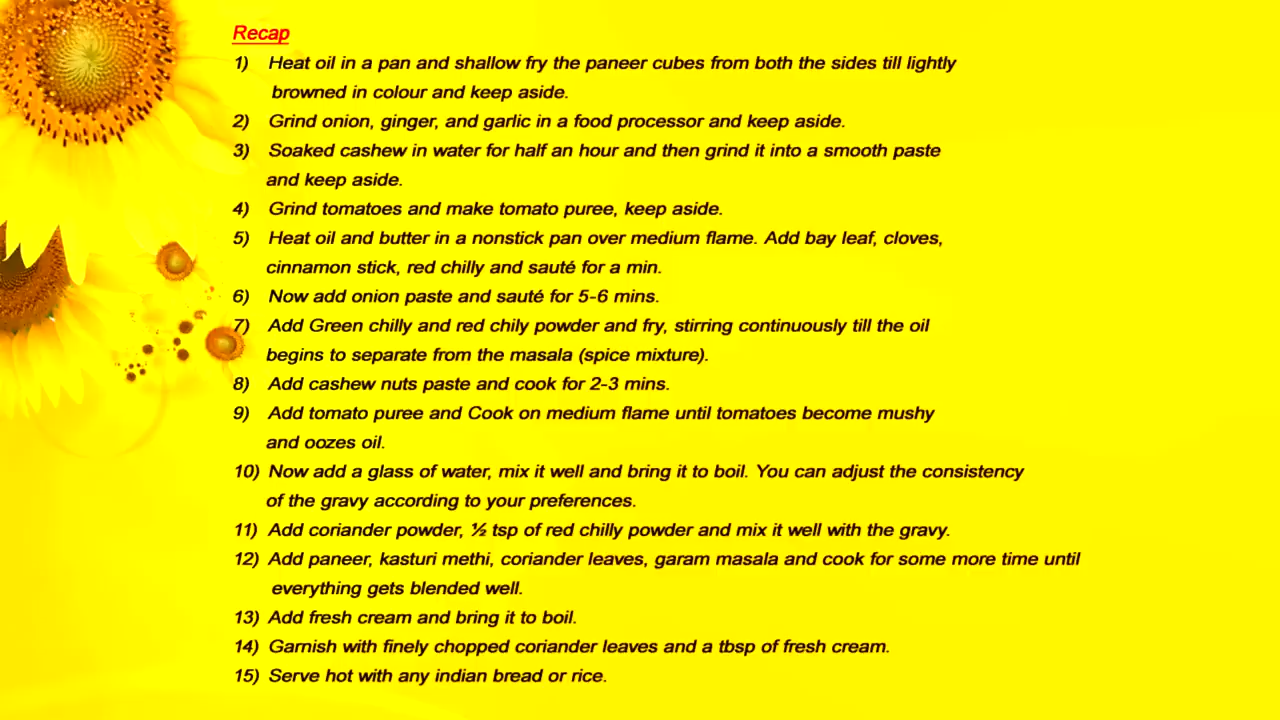 Recap
1) Heat oil in a pan and shallow fry the paneer cubes from both the sides till lightly
browned in colour and keep aside.
2) Grind onion, ginger, and garlic in a food processor and keep aside.
3) Soaked cashew in water for half an hour and then grind it into a smooth paste
and keep aside.
4) Grind tomatoes and make tomato puree, keep aside.
5) Heat oil and butter in a nonstick pan over medium flame. Add bay leaf, cloves,
cinnamon stick, red chilly and sauté for a min.
6) Now add onion paste and sauté for 5-6 mins.
7) Add Green chilly and red chily powder and fry, stirring continuously till the oil
begins to separate from the masala (spice mixture).
8) Add cashew nuts paste and cook for 2-3 mins.
9) Add tomato puree and Cook on medium flame until tomatoes become mushy
and oozes oil.
10) Now add a glass of water, mix it well and bring it to boil. You can adjust the consistency
of the gravy according to your preferences.
11) Add coriander powder, ½ tsp of red chilly powder and mix it well with the gravy.
12) Add paneer, kasturi methi, coriander leaves, garam masala and cook for some more time until
everything gets blended well.
13) Add fresh cream and bring it to boil.
14) Garnish with finely chopped coriander leaves and a tbsp of fresh cream.
15) Serve hot with any indian bread or rice.